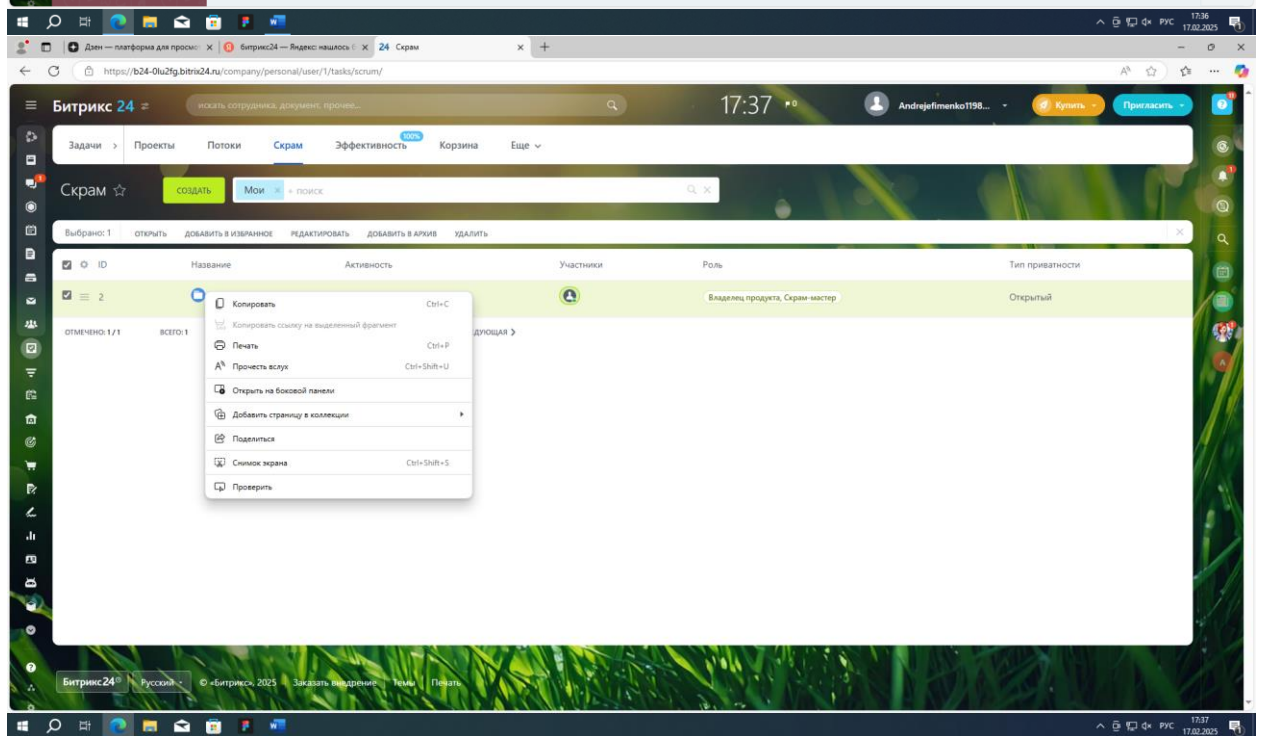 17:36
РУС
17.02.2025
Дзен — платформа для просмо
битрикс24 — Яндекс: нашлось
24 Скрам
https://b24-0lu2fg.bitrix24.ru/company/personal/user/1/tasks/scrum/
Битрикс 24
искать сотрудника, документ, прочее...
17:37
0
Andrejefimenko1198...
Купить
Пригласить
Задачи
Проекты
Потоки
Скрам
Эффективность
100%
Корзина
Еще
Скрам
СОЗДАТЬ
Мои
+ поиск
Выбрано: 1
ОТКРЫТЬ
ДОБАВИТЬ В ИЗБРАННОЕ
РЕДАКТИРОВАТЬ
ДОБАВИТЬ В АРХИВ
УДАЛИТЬ
ID
Название
Активность
Участники
Роль
Тип приватности
2
Владелец продукта, Скрам-мастер
Открытый
ОТМЕЧЕНО: 1 / 1
ВСЕГО: 1
ДУЮЩАЯ
Копировать Ctrl+C
Копировать ссылку на выделенный фрагмент
Печать Ctrl+P
Прочесть вслух Ctrl+Shift+U
Открыть на боковой панели
Добавить страницу в коллекции
Поделиться
Снимок экрана Ctrl+Shift+S
Проверить
Битрикс24
Русский
© «Битрикс», 2025
Заказать внедрение
Темы
Печать
17:37
РУС
17.02.2025